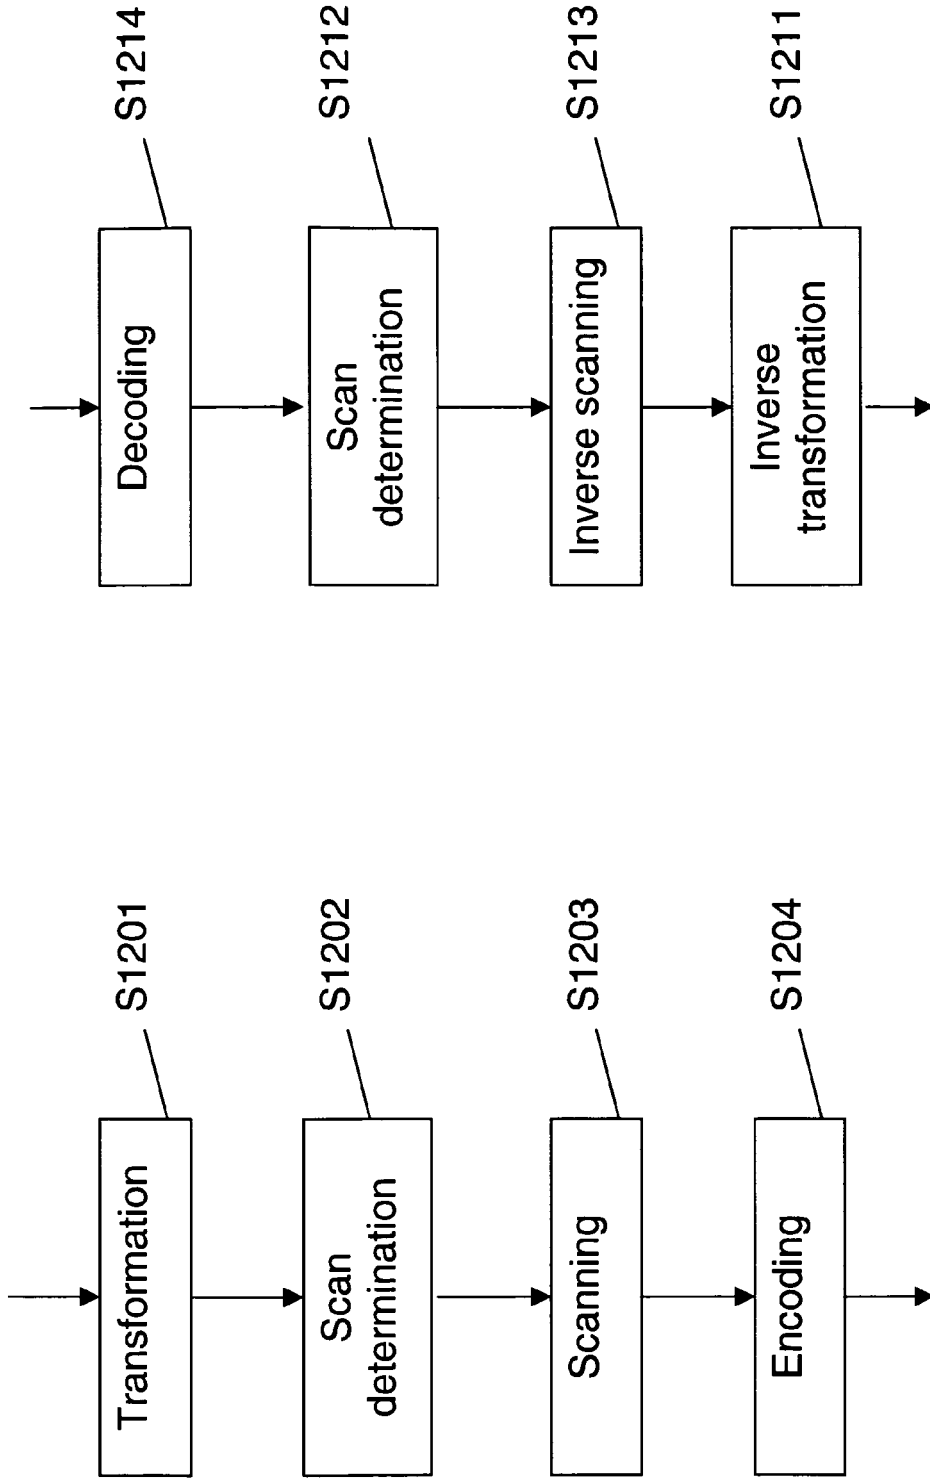 Transformation
S1201
Scan
determination
S1202
Scanning
S1203
Encoding
S1204
Decoding
S1214
Scan
determination
S1212
Inverse scanning
S1213
Inverse
transformation
S1211